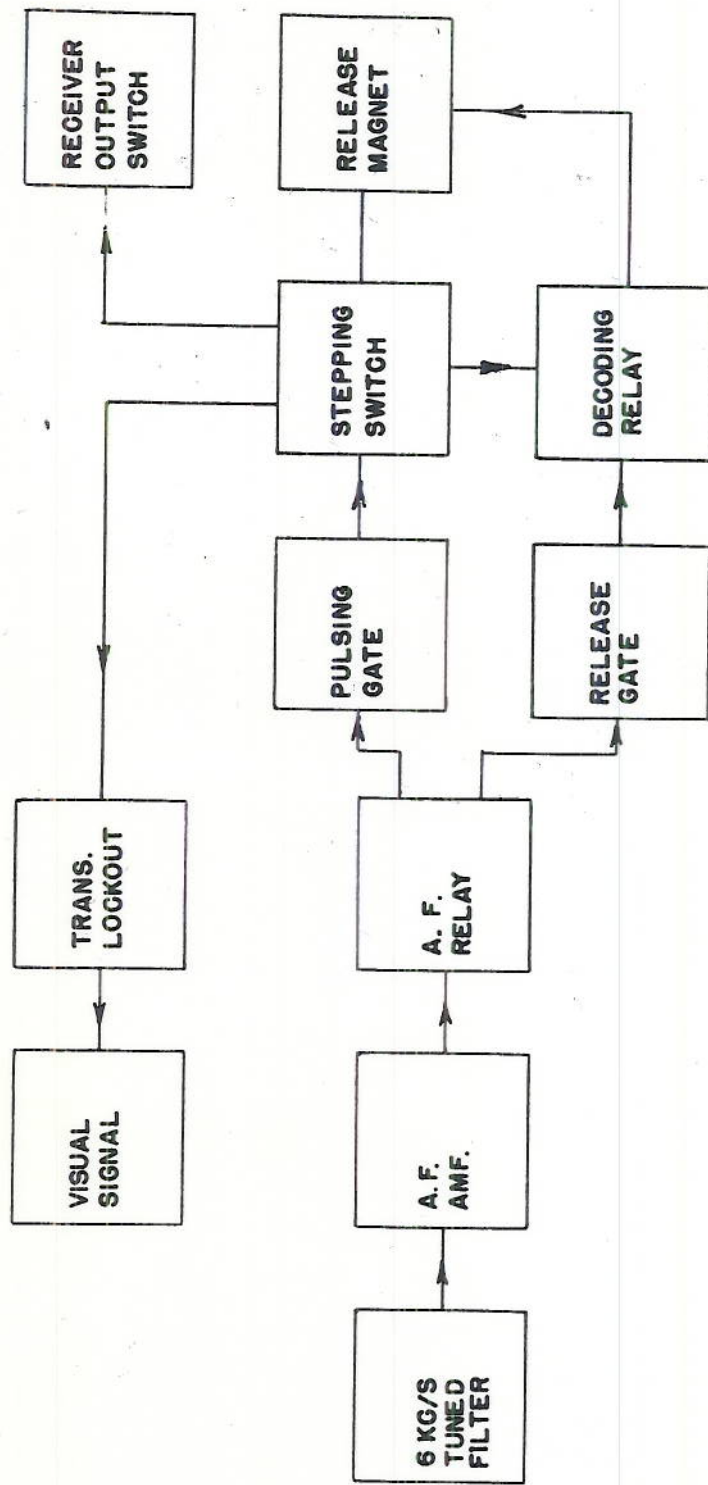 VISUAL
SIGNAL
TRANS.
LOCKOUT
RECEIVER
OUTPUT
SWITCH
6 KG/S
TUNED
FILTER
A.F.
AMF.
A. F.
RELAY
PULSING
GATE
STEPPING
SWITCH
RELEASE
MAGNET
RELEASE
GATE
DECODING
RELAY